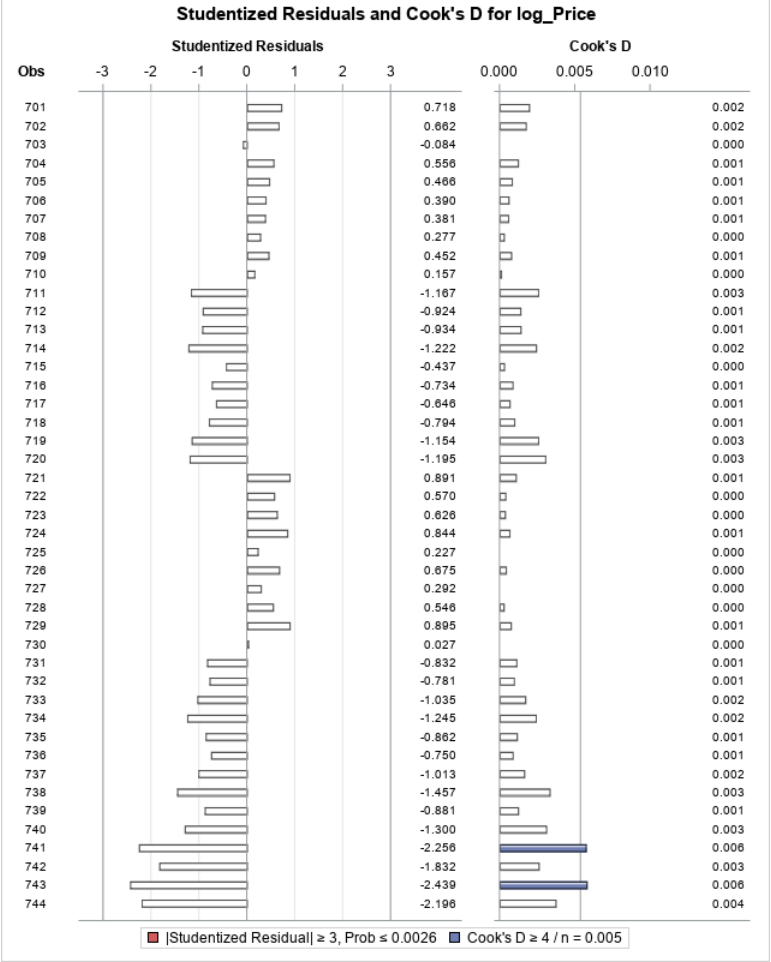 Studentized Residuals and Cook's D for log_Price
Studentized Residuals Cook's D
Obs -3 -2 -1 0 1 2 3 0.000 0.005 0.010
701 0.718 0.002
702 0.662 0.002
703 -0.084 0.000
704 0.556 0.001
705 0.466 0.001
706 0.390 0.001
707 0.381 0.001
708 0.277 0.000
709 0.452 0.001
710 0.157 0.000
711 -1.167 0.003
712 -0.924 0.001
713 -0.934 0.001
714 -1.222 0.002
715 -0.437 0.000
716 -0.734 0.001
717 -0.646 0.001
718 -0.794 0.001
719 -1.154 0.003
720 -1.195 0.003
721 0.891 0.001
722 0.570 0.000
723 0.626 0.000
724 0.844 0.001
725 0.227 0.000
726 0.675 0.000
727 0.292 0.000
728 0.546 0.000
729 0.895 0.001
730 0.027 0.000
731 -0.832 0.001
732 -0.781 0.001
733 -1.035 0.002
734 -1.245 0.002
735 -0.862 0.001
736 -0.750 0.001
737 -1.013 0.002
738 -1.457 0.003
739 -0.881 0.001
740 -1.300 0.003
741 -2.256 0.006
742 -1.832 0.003
743 -2.439 0.006
744 -2.196 0.004
|Studentized Residual| ≥ 3, Prob ≤ 0.0026 Cook's D ≥ 4 / n = 0.005